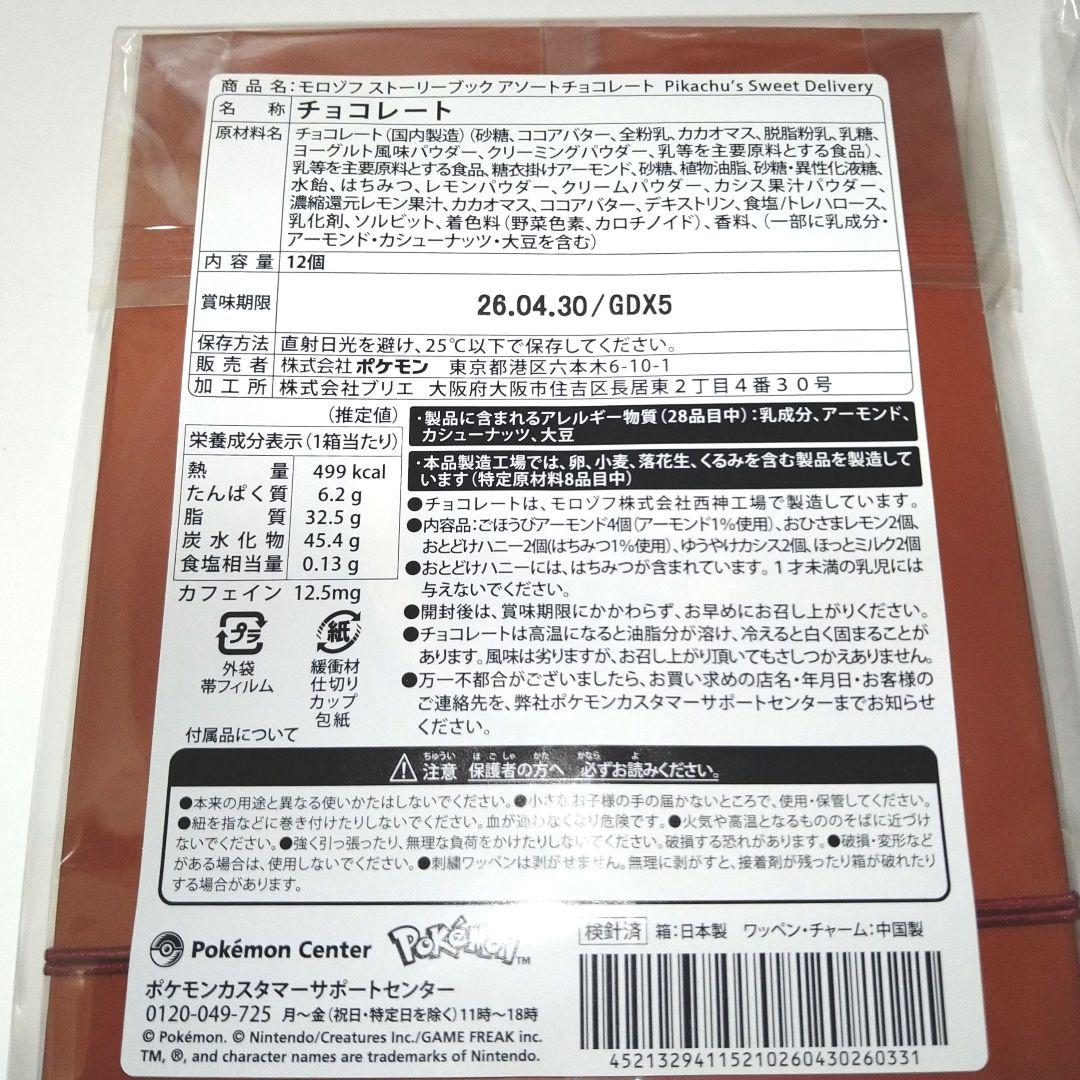 商品名:モロゾフ ストーリーブック アソートチョコレート Pikachu's Sweet Delivery
名称 チョコレート
原材料名 チョコレート(国内製造)(砂糖、ココアバター、全粉乳、カカオマス、脱脂粉乳、乳糖、
ヨーグルト風味パウダー、クリーミングパウダー、乳等を主要原料とする食品)、
乳等を主要原料とする食品、糖衣掛けアーモンド、砂糖、植物油脂、砂糖・異性化液糖、
水飴、はちみつ、レモンパウダー、クリームパウダー、カシス果汁パウダー、
濃縮還元レモン果汁、カカオマス、ココアバター、デキストリン、食塩/トレハロース、
乳化剤、ソルビット、着色料(野菜色素、カロチノイド)、香料、(一部に乳成分・
アーモンド・カシューナッツ・大豆を含む)
内容量 12個
賞味期限 26.04.30/GDX5
保存方法 直射日光を避け、25℃以下で保存してください。
販売者 株式会社ポケモン 東京都港区六本木6-10-1
加工所 株式会社ブリエ 大阪府大阪市住吉区長居東2丁目4番30号
(推定値)
栄養成分表示(1箱当たり)
熱量 499 kcal
たんぱく質 6.2 g
脂質 32.5 g
炭水化物 45.4 g
食塩相当量 0.13 g
カフェイン 12.5mg
プラ
外袋
帯フィルム
紙
緩衝材
仕切り
カップ
包紙
・製品に含まれるアレルギー物質(28品目中):乳成分、アーモンド、
カシューナッツ、大豆
・本品製造工場では、卵、小麦、落花生、くるみを含む製品を製造して
います(特定原材料8品目中)
●チョコレートは、モロゾフ株式会社西神工場で製造しています。
●内容品:ごほうびアーモンド4個(アーモンド1%使用)、おひさまレモン2個、
おとどけハニー2個(はちみつ1%使用)、ゆうやけカシス2個、ほっとミルク2個
●おとどけハニーには、はちみつが含まれています。1才未満の乳児には
与えないでください。
●開封後は、賞味期限にかかわらず、お早めにお召し上がりください。
●チョコレートは高温になると油脂分が溶け、冷えると白く固まることが
あります。風味は劣りますが、お召し上がり頂いてもさしつかえありません。
●万一不都合がございましたら、お買い求めの店名・年月日・お客様の
ご連絡先を、弊社ポケモンカスタマーサポートセンターまでお知らせ
ください。
付属品について
ちゅうい ほごしゃ かた かなら よ
注意 保護者の方へ 必ずお読みください。
●本来の用途と異なる使いかたはしないでください。●小さなお子様の手の届かないところで、使用・保管してください。
●紐を指などに巻き付けたりしないでください。血が通わなくなり危険です。●火気や高温となるもののそばに近づけ
ないでください。●強く引っ張ったり、無理な負荷をかけたりしないでください。破損する恐れがあります。●破損・変形など
がある場合は、使用しないでください。●刺繍ワッペンは剥がせません。無理に剥がすと、接着剤が残ったり箱が破れたり
する場合があります。
Pokémon Center POKéMON TM
ポケモンカスタマーサポートセンター
0120-049-725 月〜金(祝日・特定日を除く)11時〜18時
© Pokémon. © Nintendo/Creatures Inc./GAME FREAK inc.
TM, ®, and character names are trademarks of Nintendo.
検針済 箱:日本製 ワッペン・チャーム:中国製
45213294115210260430260331